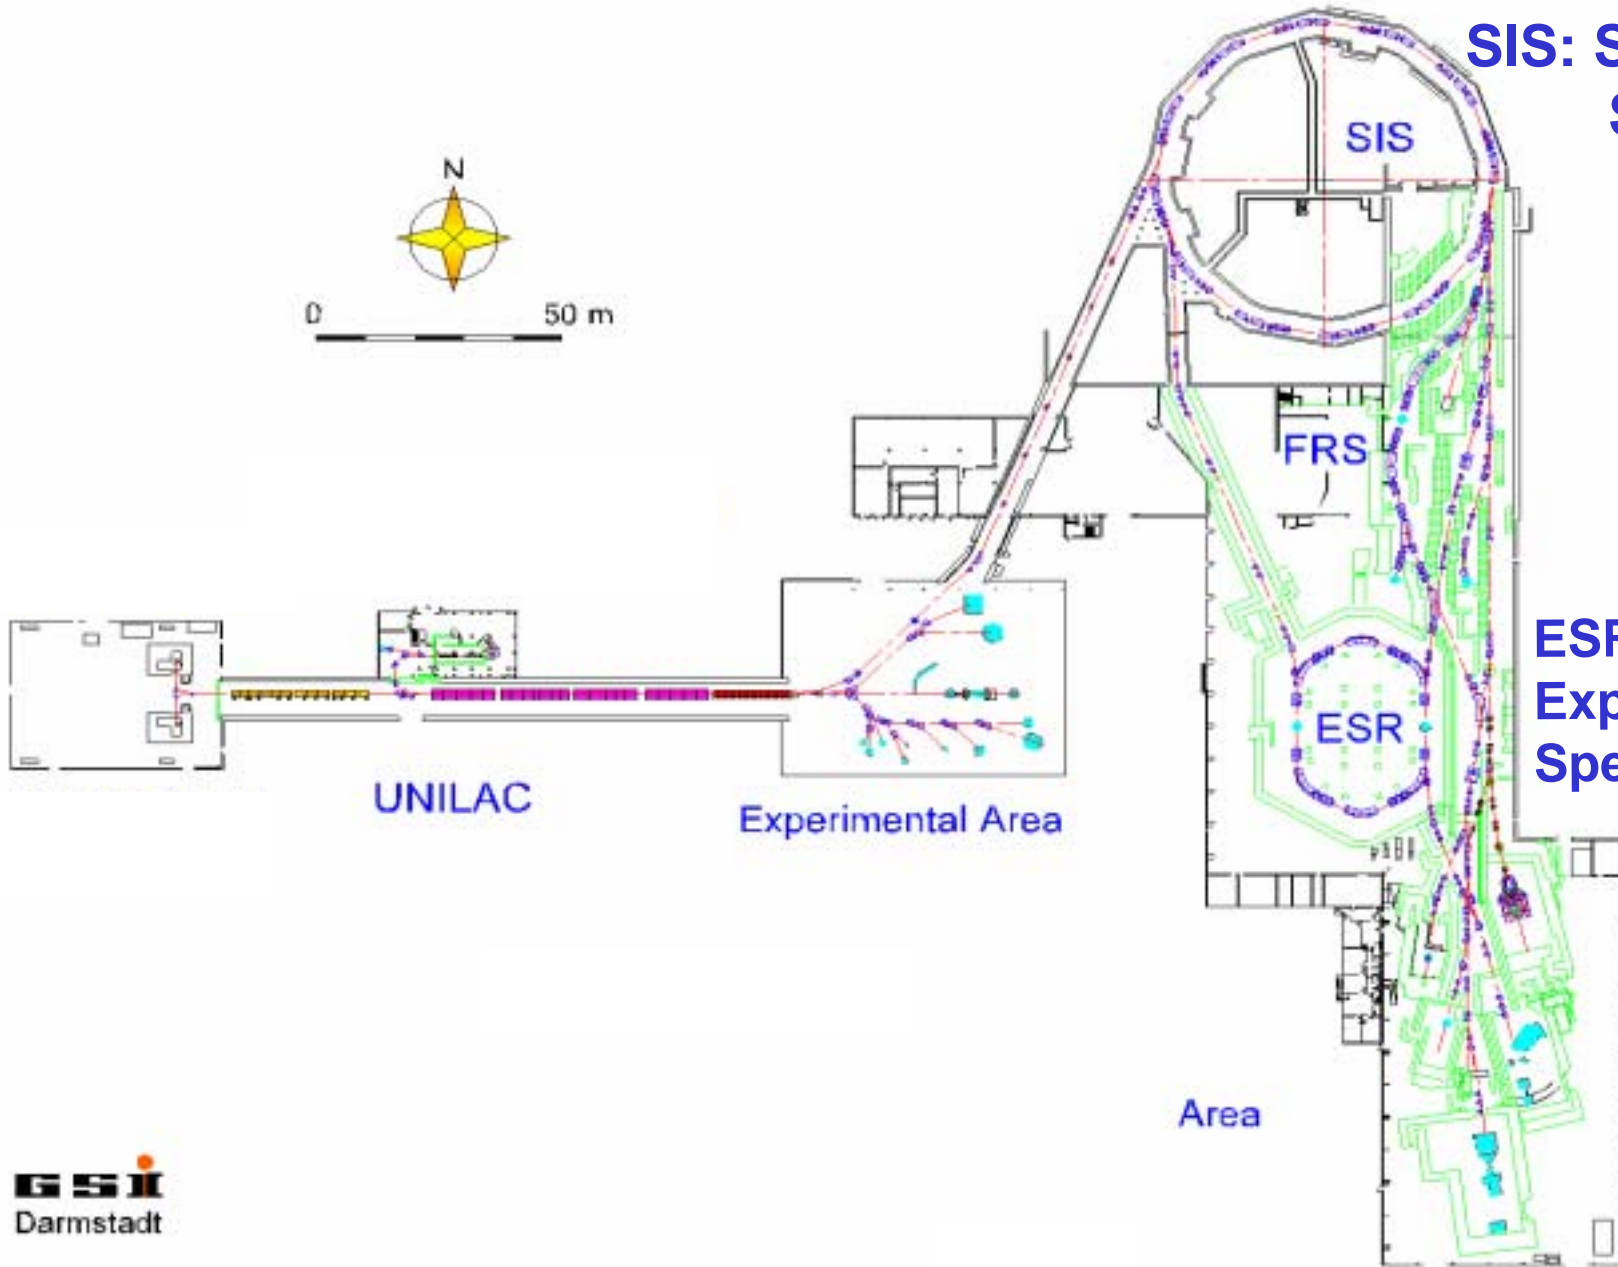 SIS: S
S
SIS
N
0 50 m
FRS
ESR
Exp
Spe
ESR
UNILAC
Experimental Area
Area
GSI
Darmstadt